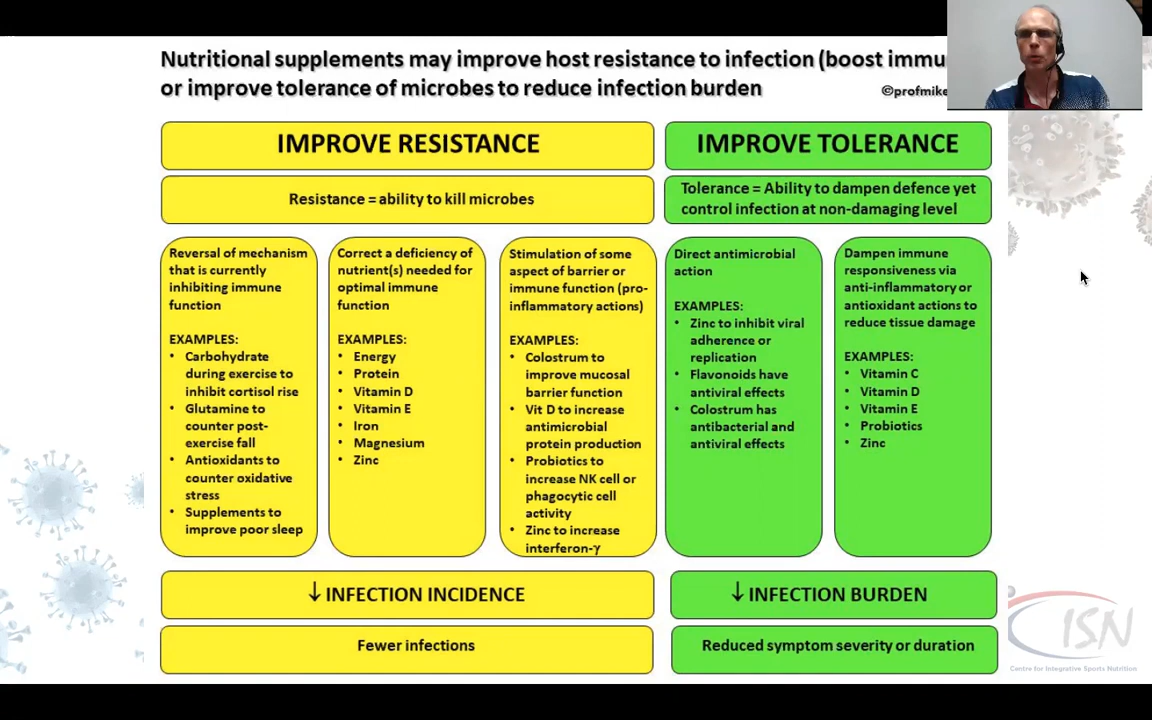 Nutritional supplements may improve host resistance to infection (boost
or improve tolerance of microbes to reduce infection burden
IMPROVE RESISTANCE
Resistance = ability to kill microbes
Reversal of mechanism
that is currently
inhibiting immune
function
EXAMPLES:
• Carbohydrate
during exercise to
inhibit cortisol rise
• Glutamine to
counter post-
exercise fall
• Antioxidants to
counter oxidative
stress
• Supplements to
improve poor sleep
Correct a deficiency of
nutrient(s) needed for
optimal immune
function
EXAMPLES:
• Energy
• Protein
• Vitamin D
• Vitamin E
• Iron
• Magnesium
• Zinc
Stimulation of some
aspect of barrier or
immune function (pro-
inflammatory actions)
EXAMPLES:
• Colostrum to
improve mucosal
barrier function
• Vit D to increase
antimicrobial
protein production
• Probiotics to
increase NK cell or
phagocytic cell
activity
• Zinc to increase
interferon-γ
↓ INFECTION INCIDENCE
Fewer infections
©profmike
IMPROVE TOLERANCE
Tolerance = Ability to dampen defence yet
control infection at non-damaging level
Direct antimicrobial
action
EXAMPLES:
• Zinc to inhibit viral
adherence or
replication
• Flavonoids have
antiviral effects
• Colostrum has
antibacterial and
antiviral effects
Dampen immune
responsiveness via
anti-inflammatory or
antioxidant actions to
reduce tissue damage
EXAMPLES:
• Vitamin C
• Vitamin D
• Vitamin E
• Probiotics
• Zinc
↓ INFECTION BURDEN
Reduced symptom severity or duration
CISN
Centre for Integrative Sports Nutrition